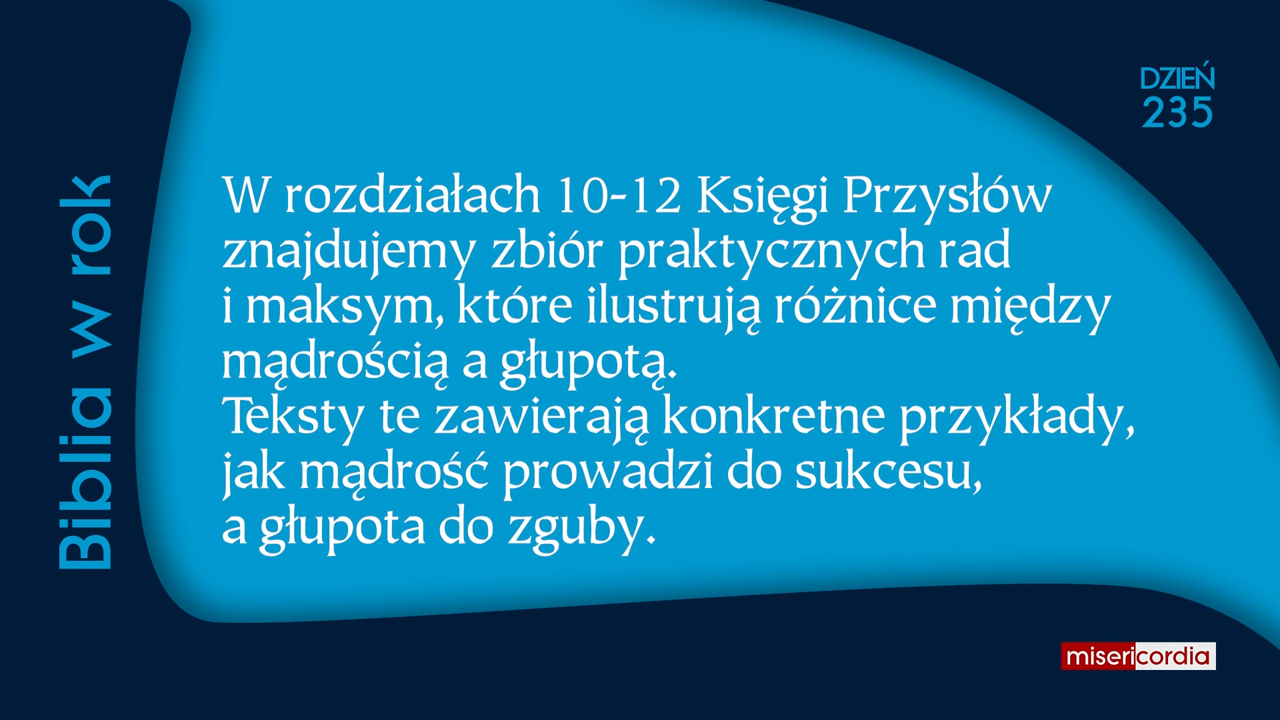 Biblia w rok
DZIEŃ
235
W rozdziałach 10-12 Księgi Przysłów
znajdujemy zbiór praktycznych rad
i maksym, które ilustrują różnice między
mądrością a głupotą.
Teksty te zawierają konkretne przykłady,
jak mądrość prowadzi do sukcesu,
a głupota do zguby.
misericordia